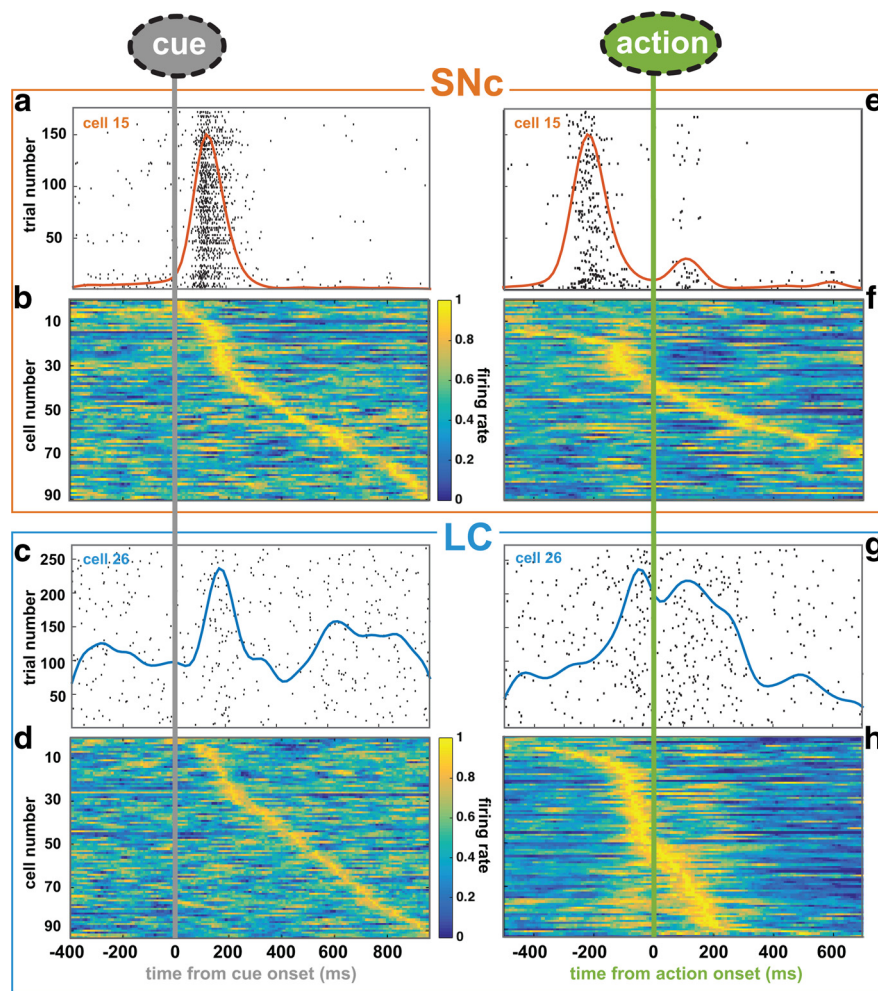 cue
action
SNc
a
cell 15
150
100
50
trial number
e
cell 15
b
10
30
50
70
90
cell number
1
0.8
0.6
0.4
0.2
0
firing rate
f
LC
c
cell 26
250
200
150
100
50
trial number
g
cell 26
d
10
30
50
70
90
cell number
1
0.8
0.6
0.4
0.2
0
firing rate
h
-400 -200 0 200 400 600 800
time from cue onset (ms)
-400 -200 0 200 400 600
time from action onset (ms)